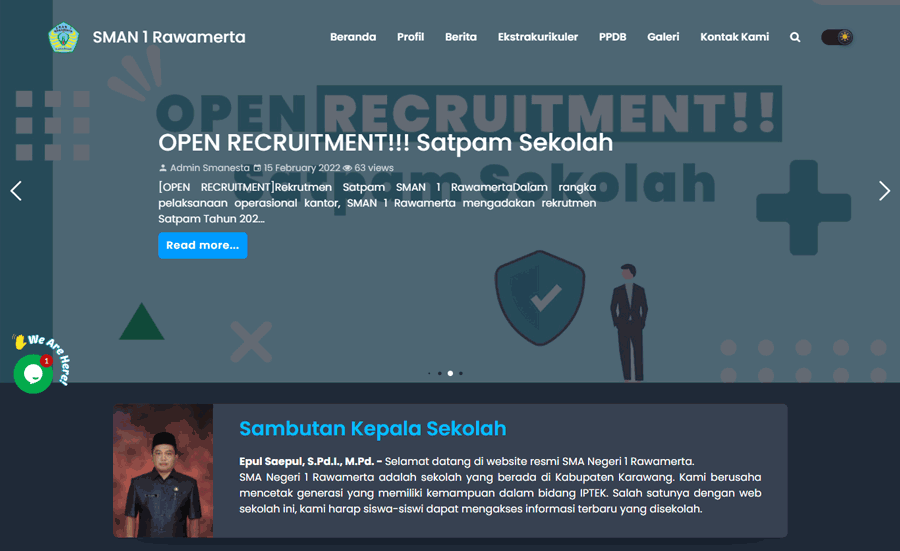 SMAN 1 Rawamerta
Beranda Profil Berita Ekstrakurikuler PPDB Galeri Kontak Kami
OPEN RECRUITMENT!!
Satpam Sekolah
OPEN RECRUITMENT!!! Satpam Sekolah
Admin Smanesta 15 February 2022 63 views
[OPEN RECRUITMENT]Rekrutmen Satpam SMAN 1 RawamertaDalam rangka
pelaksanaan operasional kantor, SMAN 1 Rawamerta mengadakan rekrutmen
Satpam Tahun 202...
Read more...
We Are Here!
1
Sambutan Kepala Sekolah
Epul Saepul, S.Pd.I., M.Pd. - Selamat datang di website resmi SMA Negeri 1 Rawamerta.
SMA Negeri 1 Rawamerta adalah sekolah yang berada di Kabupaten Karawang. Kami berusaha
mencetak generasi yang memiliki kemampuan dalam bidang IPTEK. Salah satunya dengan web
sekolah ini, kami harap siswa-siswi dapat mengakses informasi terbaru yang disekolah.